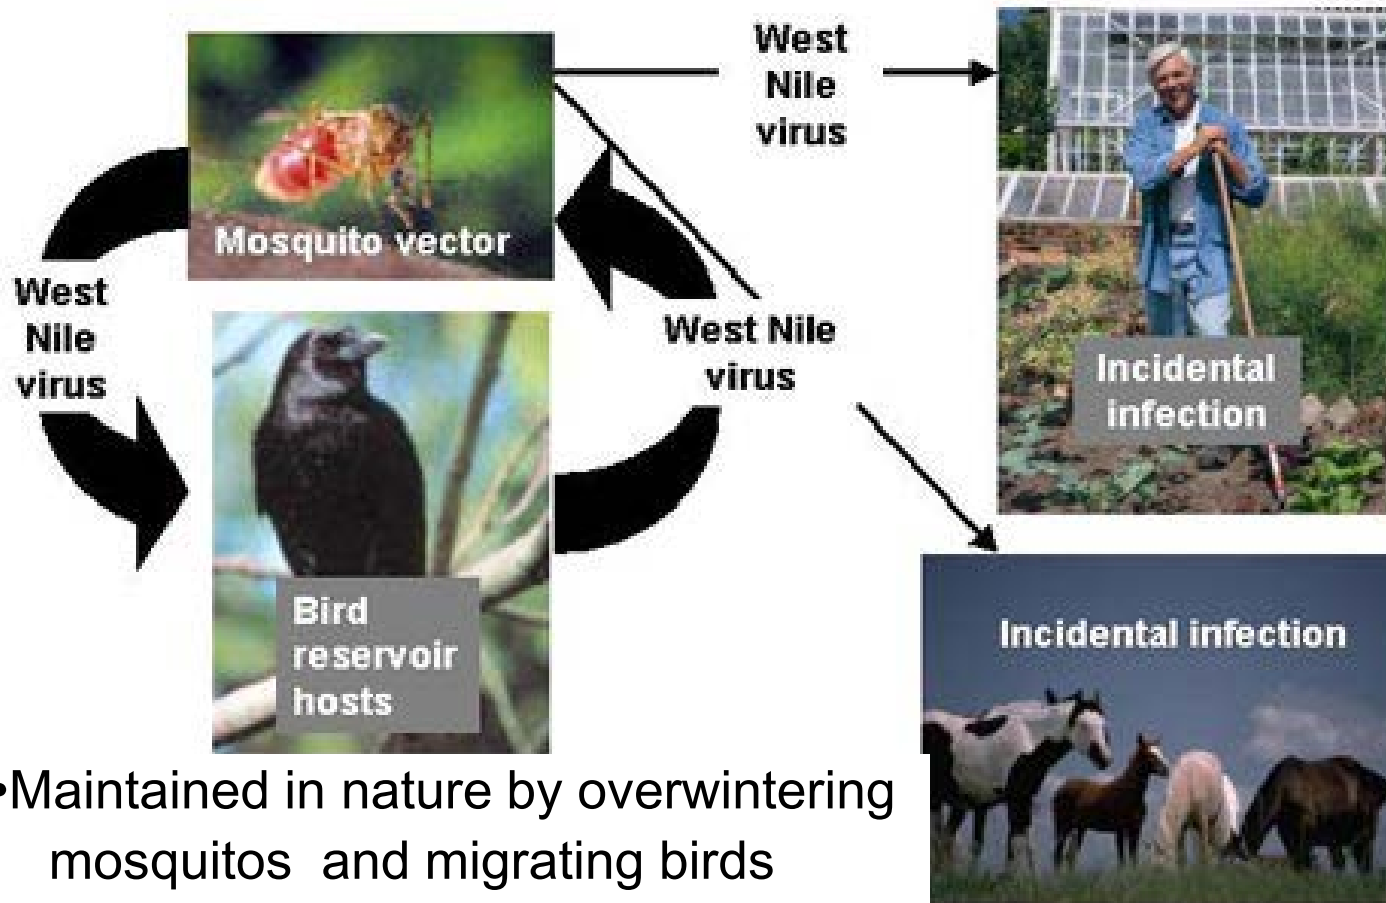 West
Nile
virus
Mosquito vector
West
Nile
virus
West Nile
virus
Incidental
infection
Bird
reservoir
hosts
Incidental infection
•Maintained in nature by overwintering
mosquitos  and migrating birds